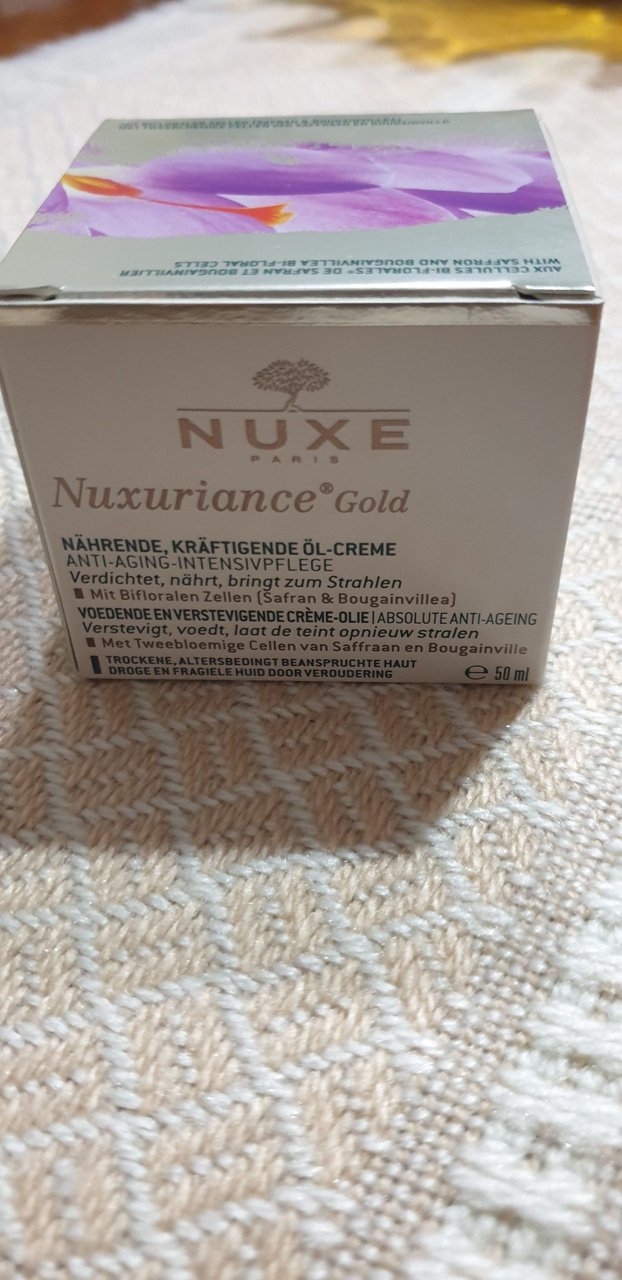 AUX CELLULES BI-FLORALES* DE SAFRAN ET BOUGAINVILLIER
WITH SAFFRON AND BOUGAINVILLEA BI-FLORAL CELLS
NUXE
PARIS
Nuxuriance® Gold
NÄHRENDE, KRÄFTIGENDE ÖL-CREME
ANTI-AGING-INTENSIVPFLEGE
Verdichtet, nährt, bringt zum Strahlen
Mit Bifloralen Zellen (Safran & Bougainvillea)
VOEDENDE EN VERSTEVIGENDE CRÈME-OLIE | ABSOLUTE ANTI-AGEING
Verstevigt, voedt, laat de teint opnieuw stralen
Met Tweebloemige Cellen van Saffraan en Bougainville
TROCKENE, ALTERSBEDINGT BEANSPRUCHTE HAUT
DROGE EN FRAGIELE HUID DOOR VEROUDERING
℮ 50 ml